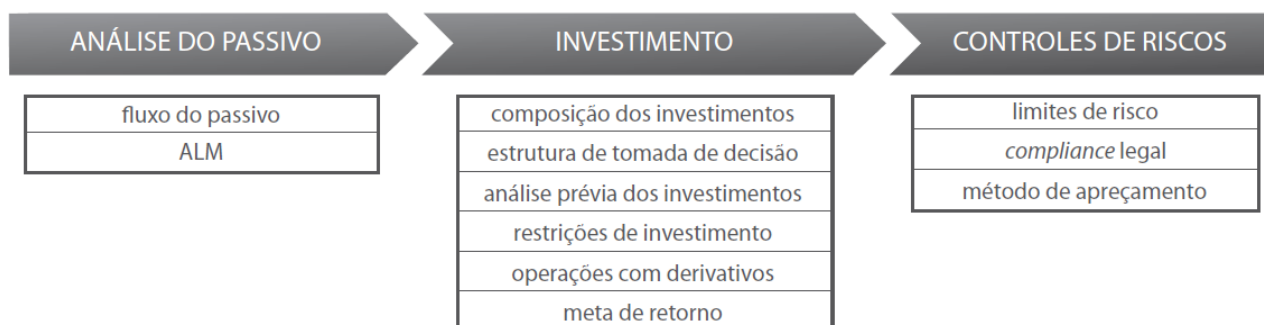 ANÁLISE DO PASSIVO
fluxo do passivo
ALM
INVESTIMENTO
composição dos investimentos
estrutura de tomada de decisão
análise prévia dos investimentos
restrições de investimento
operações com derivativos
meta de retorno
CONTROLES DE RISCOS
limites de risco
compliance legal
método de apreçamento